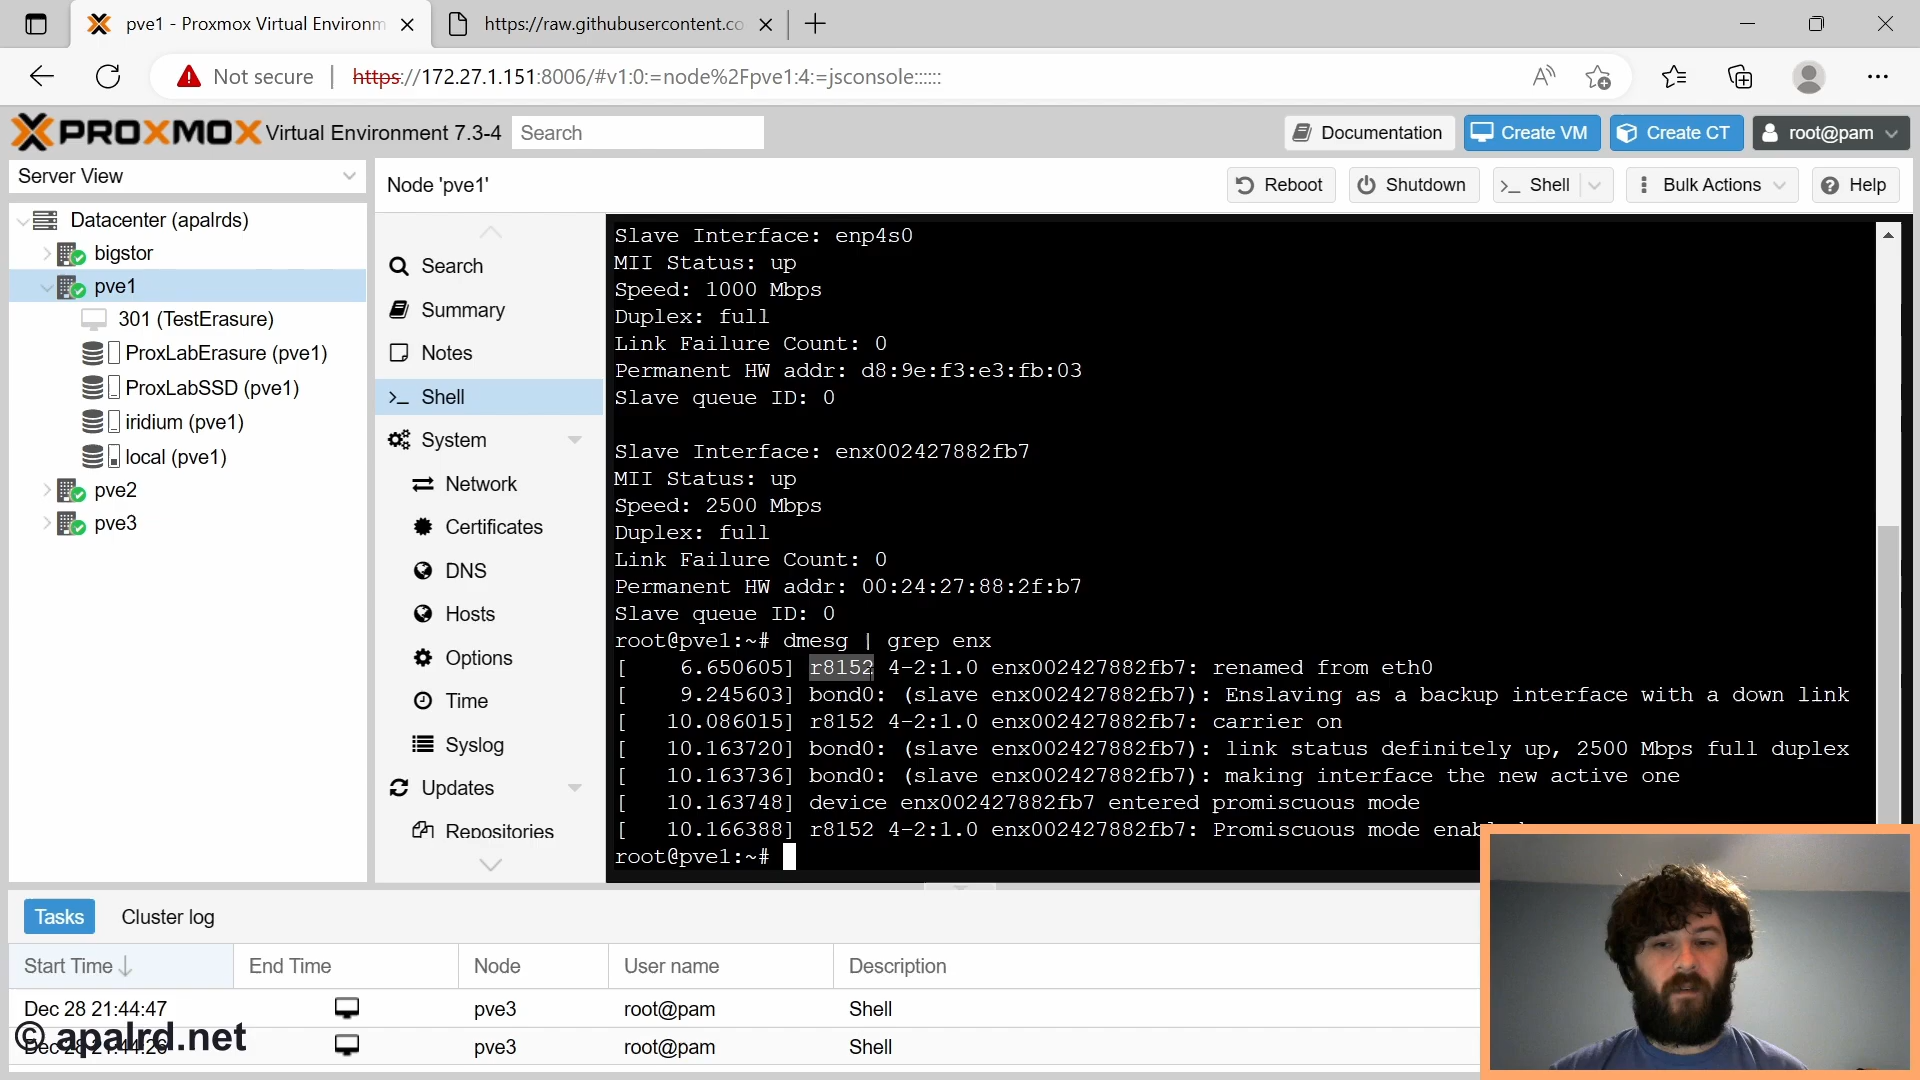 pve1 - Proxmox Virtual Environm
https://raw.githubusercontent.co
Not secure
https://172.27.1.151:8006/#v1:0:=node%2Fpve1:4:=jsconsole::::::
PROXMOX Virtual Environment 7.3-4
Search
Documentation
Create VM
Create CT
root@pam
Server View
Datacenter (apalrds)
bigstor
pve1
301 (TestErasure)
ProxLabErasure (pve1)
ProxLabSSD (pve1)
iridium (pve1)
local (pve1)
pve2
pve3
Node 'pve1'
Reboot
Shutdown
Shell
Bulk Actions
Help
Search
Summary
Notes
Shell
System
Network
Certificates
DNS
Hosts
Options
Time
Syslog
Updates
Repositories
Slave Interface: enp4s0
MII Status: up
Speed: 1000 Mbps
Duplex: full
Link Failure Count: 0
Permanent HW addr: d8:9e:f3:e3:fb:03
Slave queue ID: 0
Slave Interface: enx002427882fb7
MII Status: up
Speed: 2500 Mbps
Duplex: full
Link Failure Count: 0
Permanent HW addr: 00:24:27:88:2f:b7
Slave queue ID: 0
root@pve1:~# dmesg | grep enx
[    6.650605] r8152 4-2:1.0 enx002427882fb7: renamed from eth0
[    9.245603] bond0: (slave enx002427882fb7): Enslaving as a backup interface with a down link
[   10.086015] r8152 4-2:1.0 enx002427882fb7: carrier on
[   10.163720] bond0: (slave enx002427882fb7): link status definitely up, 2500 Mbps full duplex
[   10.163736] bond0: (slave enx002427882fb7): making interface the new active one
[   10.163748] device enx002427882fb7 entered promiscuous mode
[   10.166388] r8152 4-2:1.0 enx002427882fb7: Promiscuous mode
root@pve1:~#
Tasks
Cluster log
Start Time
End Time
Node
User name
Description
Dec 28 21:44:47
pve3
root@pam
Shell
Dec 28 21:44:26
pve3
root@pam
Shell
© apalrd.net